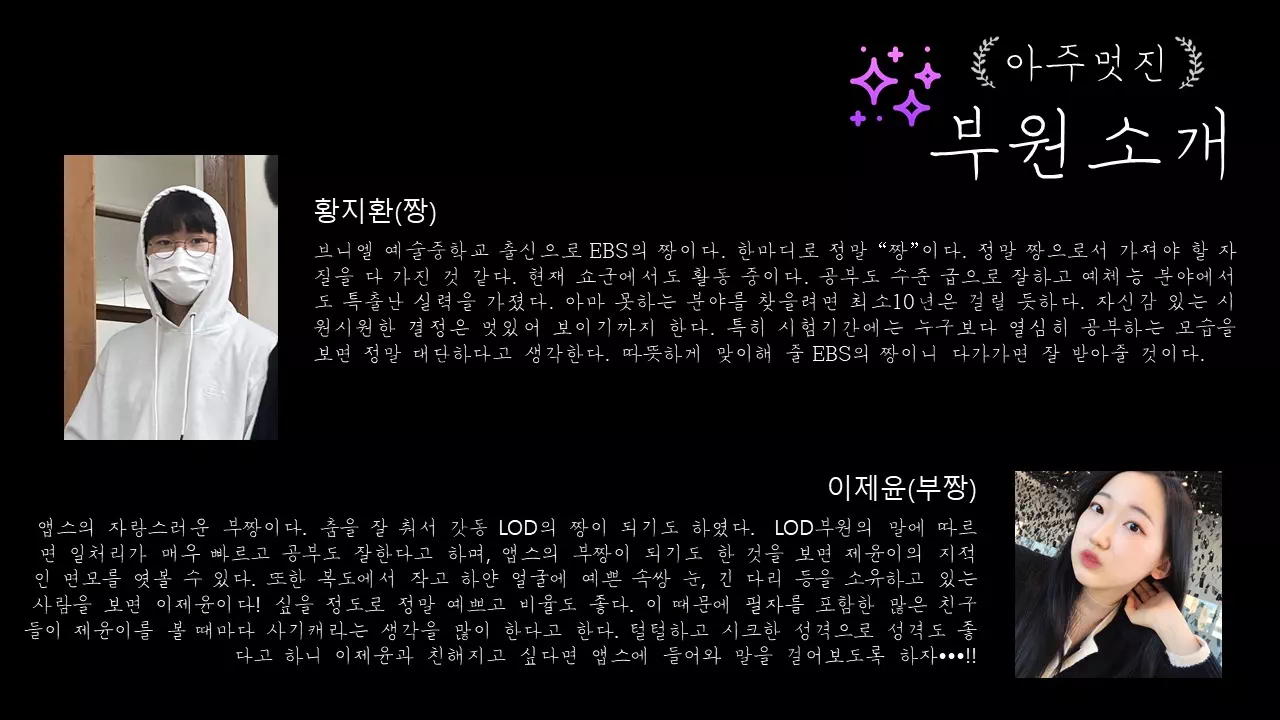 아주멋진
부원소개
황지환(짱)
브니엘 예술중학교 출신으로 EBS의 짱이다. 한마디로 정말 “짱”이다. 정말 짱으로서 가져야 할 자
질을 다 가진 것 같다. 현재 쇼군에서도 활동 중이다. 공부도 수준 급으로 잘하고 예체능 분야에서
도 특출난 실력을 가졌다. 아마 못하는 분야를 찾을려면 최소10년은 걸릴 듯하다. 자신감 있는 시
원시원한 결정은 멋있어 보이기까지 한다. 특히 시험기간에는 누구보다 열심히 공부하는 모습을
보면 정말 대단하다고 생각한다. 따뜻하게 맞이해 줄 EBS의 짱이니 다가가면 잘 받아줄 것이다.
이제윤(부짱)
앱스의 자랑스러운 부짱이다. 춤을 잘 춰서 갓동 LOD의 짱이 되기도 하였다. LOD부원의 말에 따르
면 일처리가 매우 빠르고 공부도 잘한다고 하며, 앱스의 부짱이 되기도 한 것을 보면 제윤이의 지적
인 면모를 엿볼 수 있다. 또한 복도에서 작고 하얀 얼굴에 예쁜 속쌍 눈, 긴 다리 등을 소유하고 있는
사람을 보면 이제윤이다! 싶을 정도로 정말 예쁘고 비율도 좋다. 이 때문에 필자를 포함한 많은 친구
들이 제윤이를 볼 때마다 사기캐라는 생각을 많이 한다고 한다. 털털하고 시크한 성격으로 성격도 좋
다고 하니 이제윤과 친해지고 싶다면 앱스에 들어와 말을 걸어보도록 하자•••!!